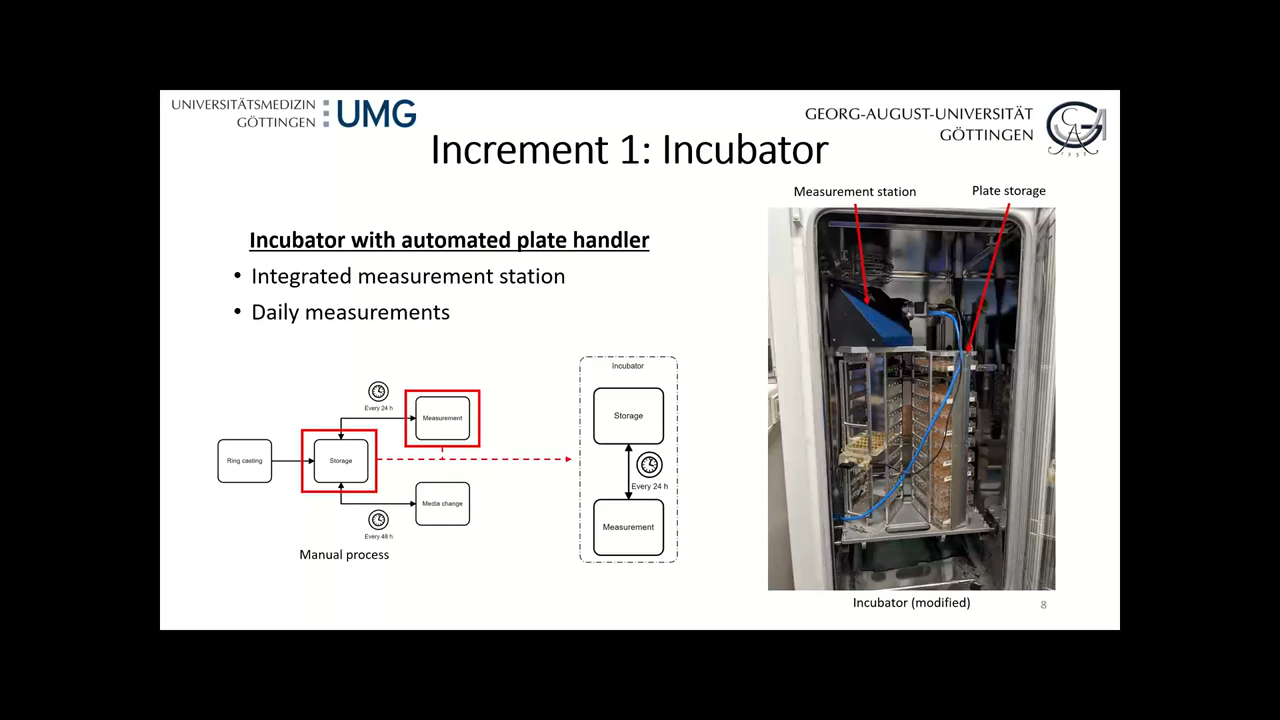 UNIVERSITÄTSMEDIZIN
GÖTTINGEN
UMG
GEORG-AUGUST-UNIVERSITÄT
GÖTTINGEN
Increment 1: Incubator
Incubator with automated plate handler
• Integrated measurement station
• Daily measurements
Every 24 h
Measurement
Ring casting
Storage
Media change
Every 48 h
Manual process
Incubator
Storage
Every 24 h
Measurement
Measurement station
Plate storage
Incubator (modified)
8